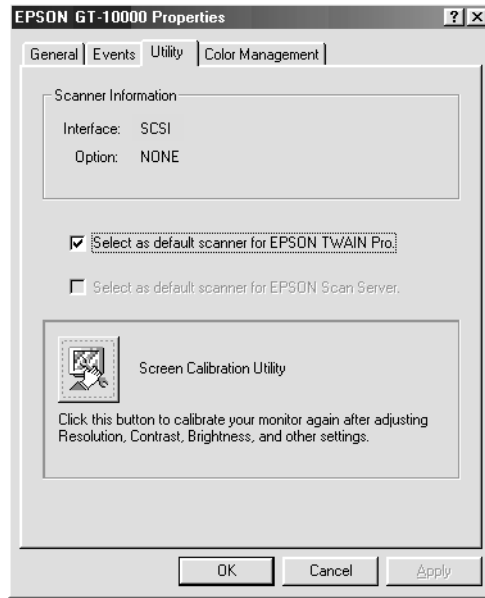 EPSON GT-10000 Properties
General Events Utility Color Management
Scanner Information
Interface: SCSI
Option: NONE
Select as default scanner for EPSON TWAIN Pro.
Select as default scanner for EPSON Scan Server.
Screen Calibration Utility
Click this button to calibrate your monitor again after adjusting
Resolution, Contrast, Brightness, and other settings.
OK Cancel Apply